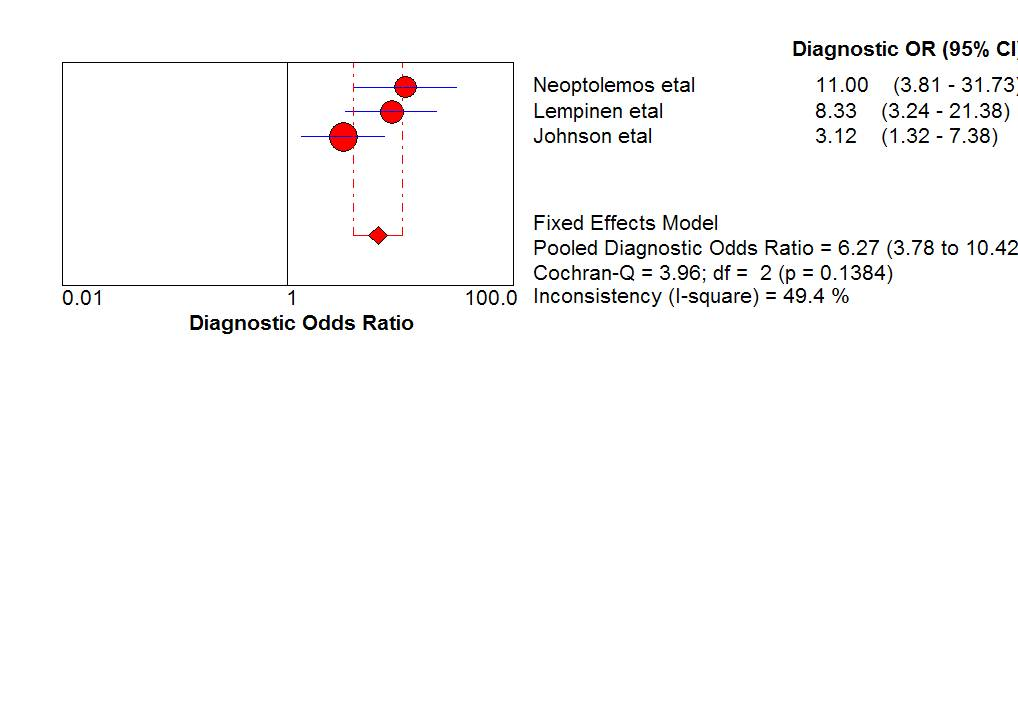 Diagnostic OR (95% CI)
Neoptolemos etal 11.00 (3.81 - 31.73)
Lempinen etal 8.33 (3.24 - 21.38)
Johnson etal 3.12 (1.32 - 7.38)
Fixed Effects Model
Pooled Diagnostic Odds Ratio = 6.27 (3.78 to 10.42
Cochran-Q = 3.96; df = 2 (p = 0.1384)
Inconsistency (I-square) = 49.4 %
0.01 1 100.0
Diagnostic Odds Ratio